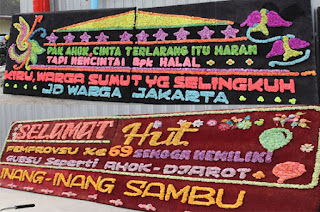 PAK AHOK, CINTA TERLARANG ITU HARAM
TAPI MENCINTAI Bpk HALAL
KIRU, WARGA SUMUT YG SELINGKUH
JD WARGA JAKARTA
SELAMAT Hut
PEMPROVSU Ke 69 SEMOGA MEMILIKI
GUBSU Seperti AHOK-DJAROT
INANG-INANG SAMBU